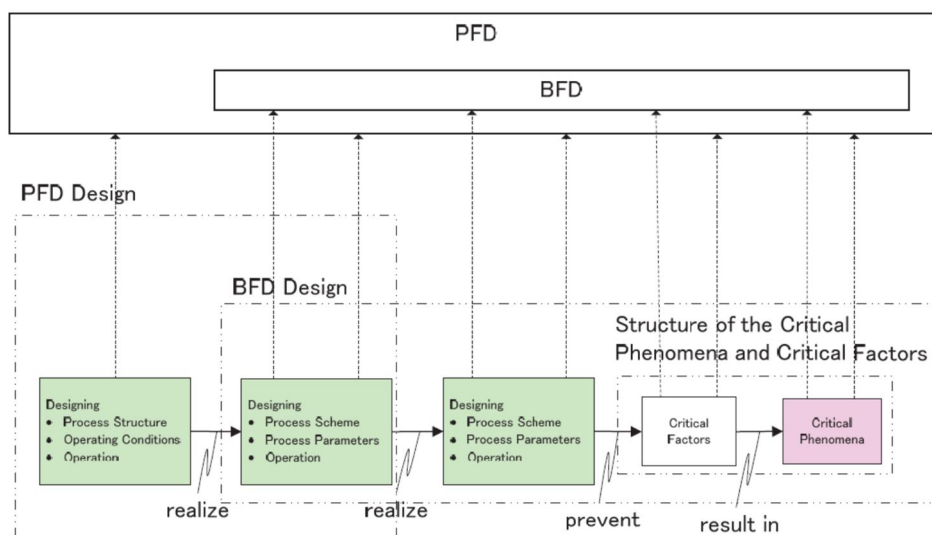 PFD
BFD
PFD Design
BFD Design
Structure of the Critical
Phenomena and Critical Factors
Designing
• Process Structure
• Operating Conditions
• Operation
Designing
• Process Scheme
• Process Parameters
• Operation
Designing
• Process Scheme
• Process Parameters
• Operation
Critical
Factors
Critical
Phenomena
realize
realize
prevent
result in